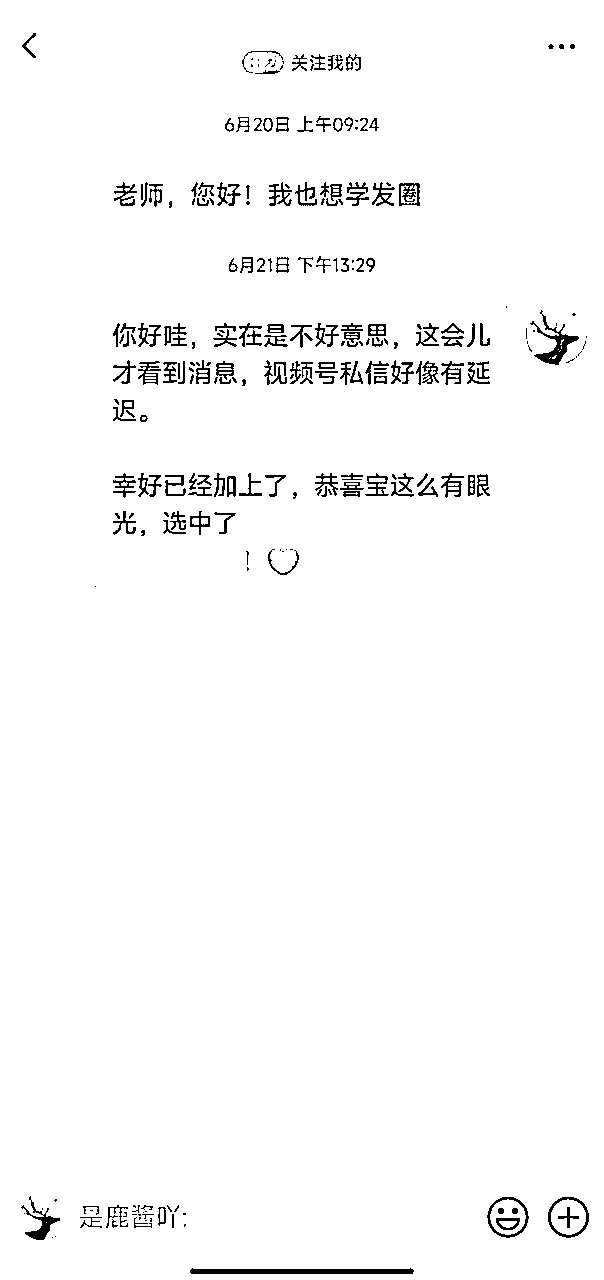 关注我的
6月20日 上午09:24
老师，您好！我也想学发圈
6月21日 下午13:29
你好哇，实在是不好意思，这会儿
才看到消息，视频号私信好像有延
迟。
幸好已经加上了，恭喜宝这么有眼
光，选中了
！
是鹿酱吖: